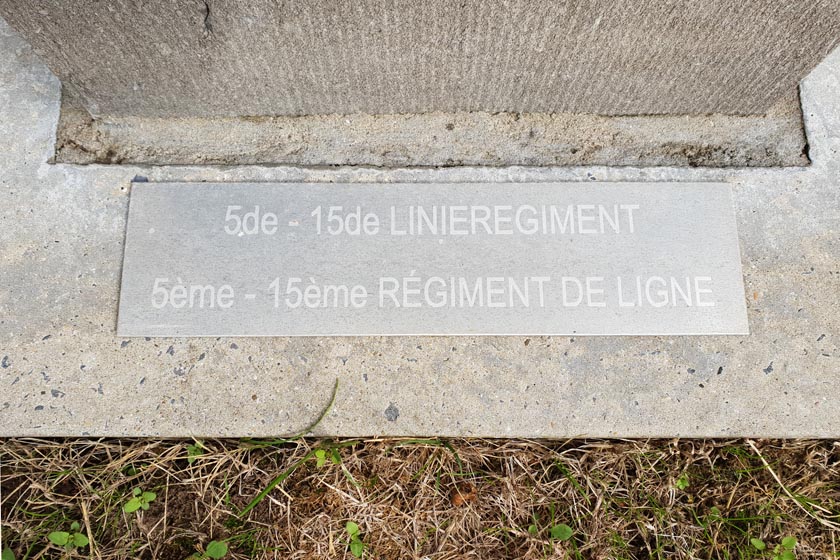 5de - 15de LINIEREGIMENT
5ème - 15ème RÉGIMENT DE LIGNE